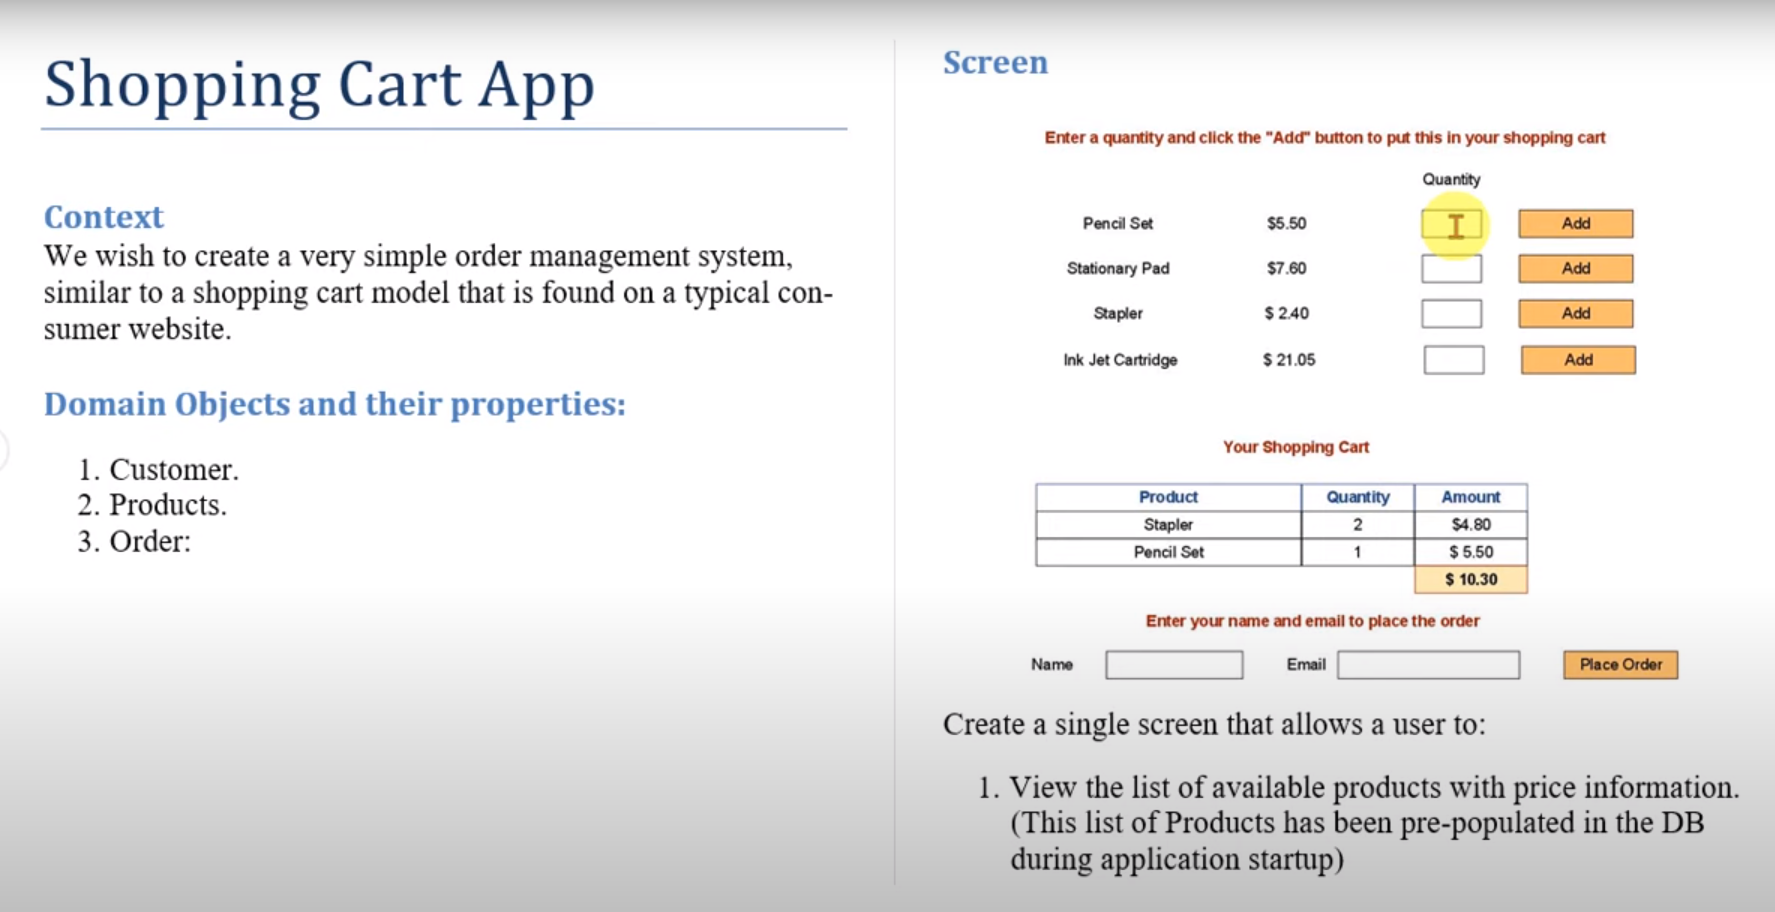 Shopping Cart App
Context
We wish to create a very simple order management system,
similar to a shopping cart model that is found on a typical con-
sumer website.
Domain Objects and their properties:
1. Customer.
2. Products.
3. Order:
Screen
Enter a quantity and click the "Add" button to put this in your shopping cart
Quantity
Pencil Set $5.50 Add
Stationary Pad $7.60 Add
Stapler $ 2.40 Add
Ink Jet Cartridge $ 21.05 Add
Your Shopping Cart
Product Quantity Amount
Stapler 2 $4.80
Pencil Set 1 $ 5.50
$ 10.30
Enter your name and email to place the order
Name Email Place Order
Create a single screen that allows a user to:
1. View the list of available products with price information.
(This list of Products has been pre-populated in the DB
during application startup)